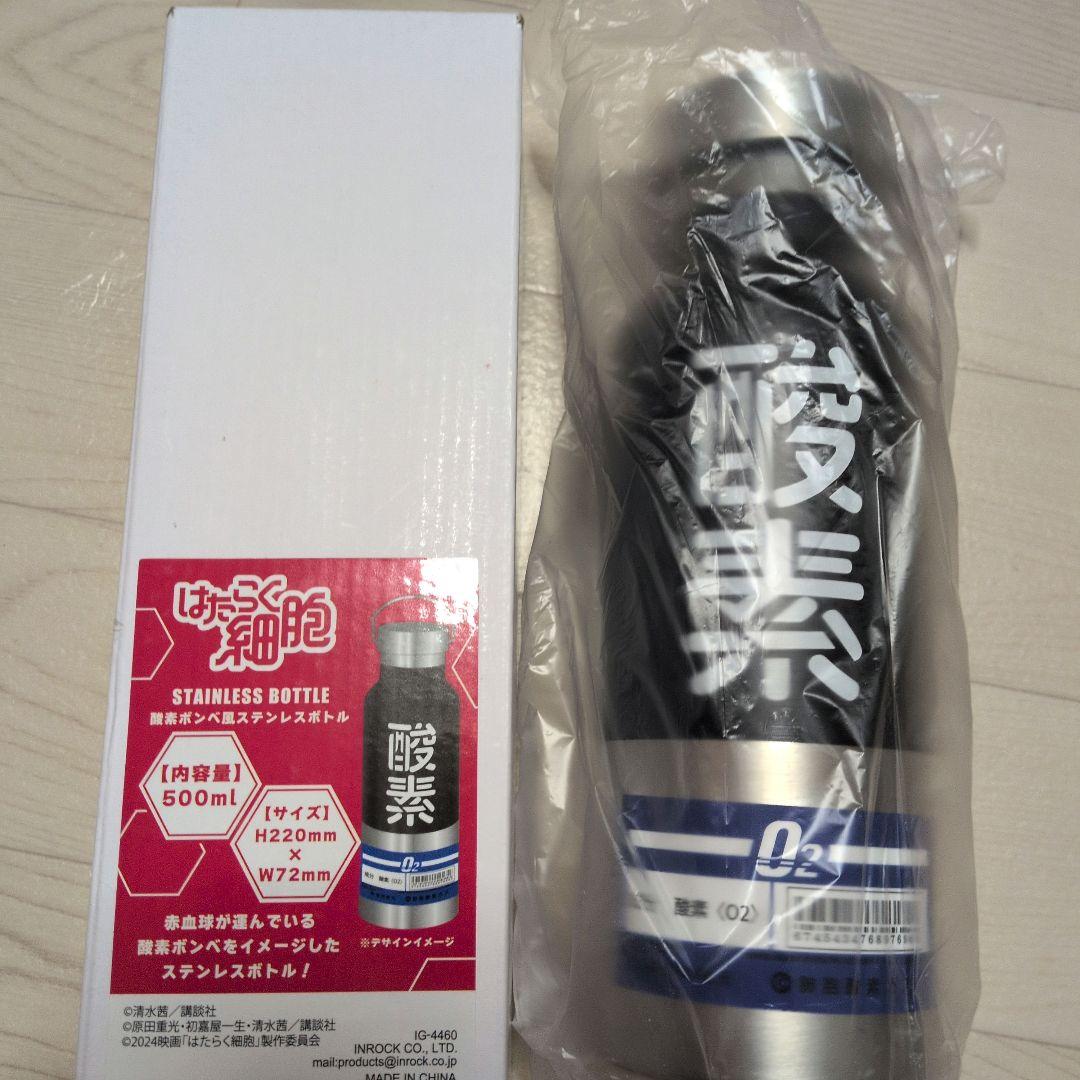 はたらく
細胞
STAINLESS BOTTLE
酸素ボンベ風ステンレスボトル
【内容量】
500ml
【サイズ】
H220mm
×
W72mm
赤血球が運んでいる
酸素ボンベをイメージした
ステンレスボトル！
酸素
O2
成分 酸素〈O2〉
※デザインイメージ
©清水茜／講談社
©原田重光・初嘉屋一生・清水茜／講談社
©2024映画「はたらく細胞」製作委員会
IG-4460
INROCK CO., LTD.
mail:products@inrock.co.jp
MADE IN CHINA
酸素
O2
酸素〈O2〉